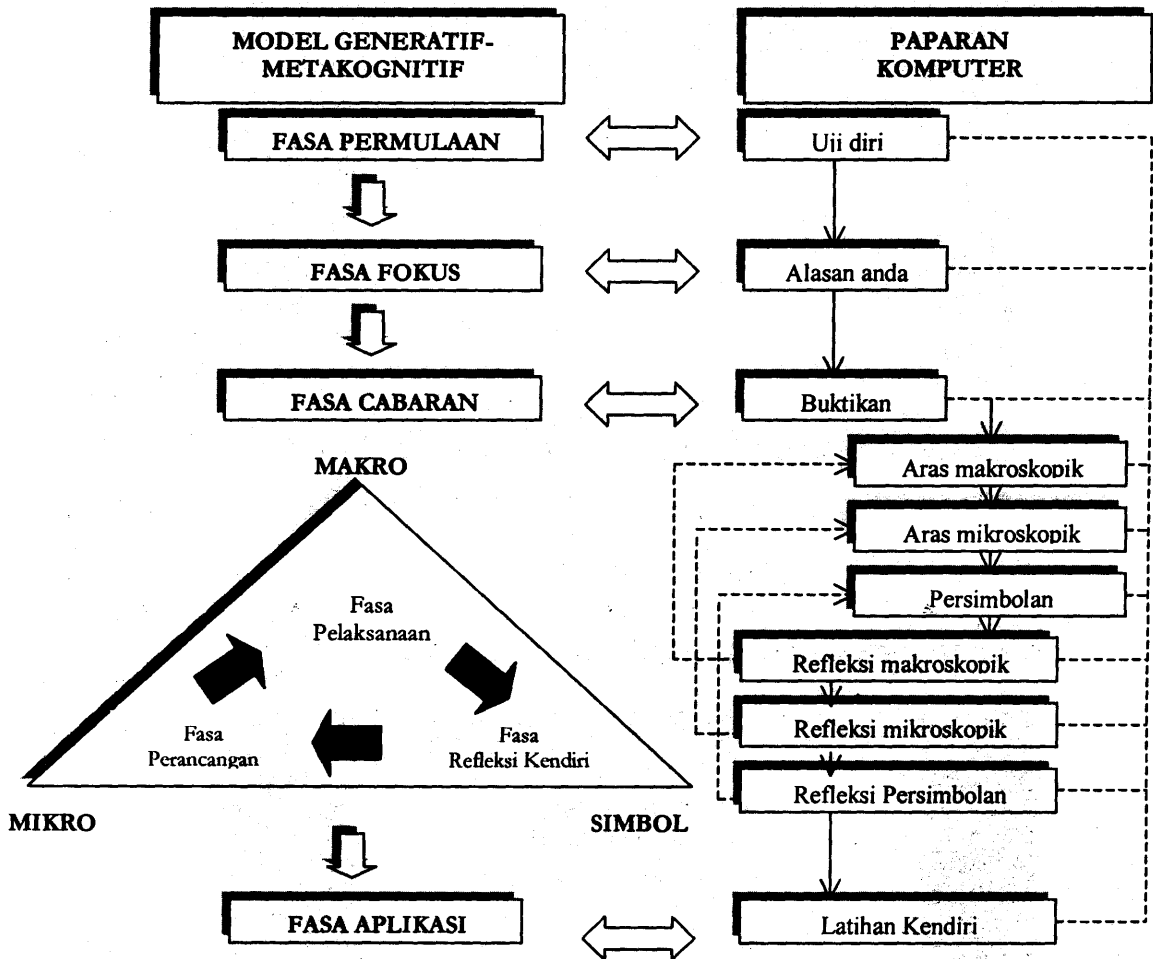 MODEL GENERATIF-
METAKOGNITIF
PAPARAN
KOMPUTER
FASA PERMULAAN
Uji diri
FASA FOKUS
Alasan anda
FASA CABARAN
Buktikan
MAKRO
Aras makroskopik
Aras mikroskopik
Persimbolan
Fasa
Pelaksanaan
Refleksi makroskopik
Fasa
Perancangan
Fasa
Refleksi Kendiri
Refleksi mikroskopik
Refleksi Persimbolan
MIKRO
SIMBOL
FASA APLIKASI
Latihan Kendiri